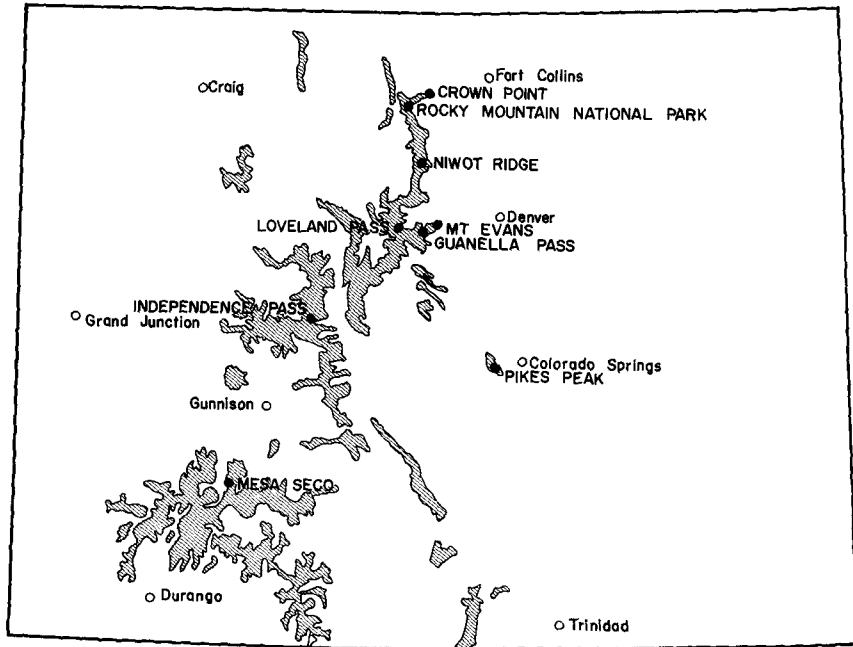 Fort Collins
Craig
CROWN POINT
ROCKY MOUNTAIN NATIONAL PARK
NIWOT RIDGE
Denver
LOVELAND PASS
MT EVANS
GUANELLA PASS
INDEPENDENCE PASS
Grand Junction
Colorado Springs
PIKES PEAK
Gunnison
MESA SECO
Durango
Trinidad